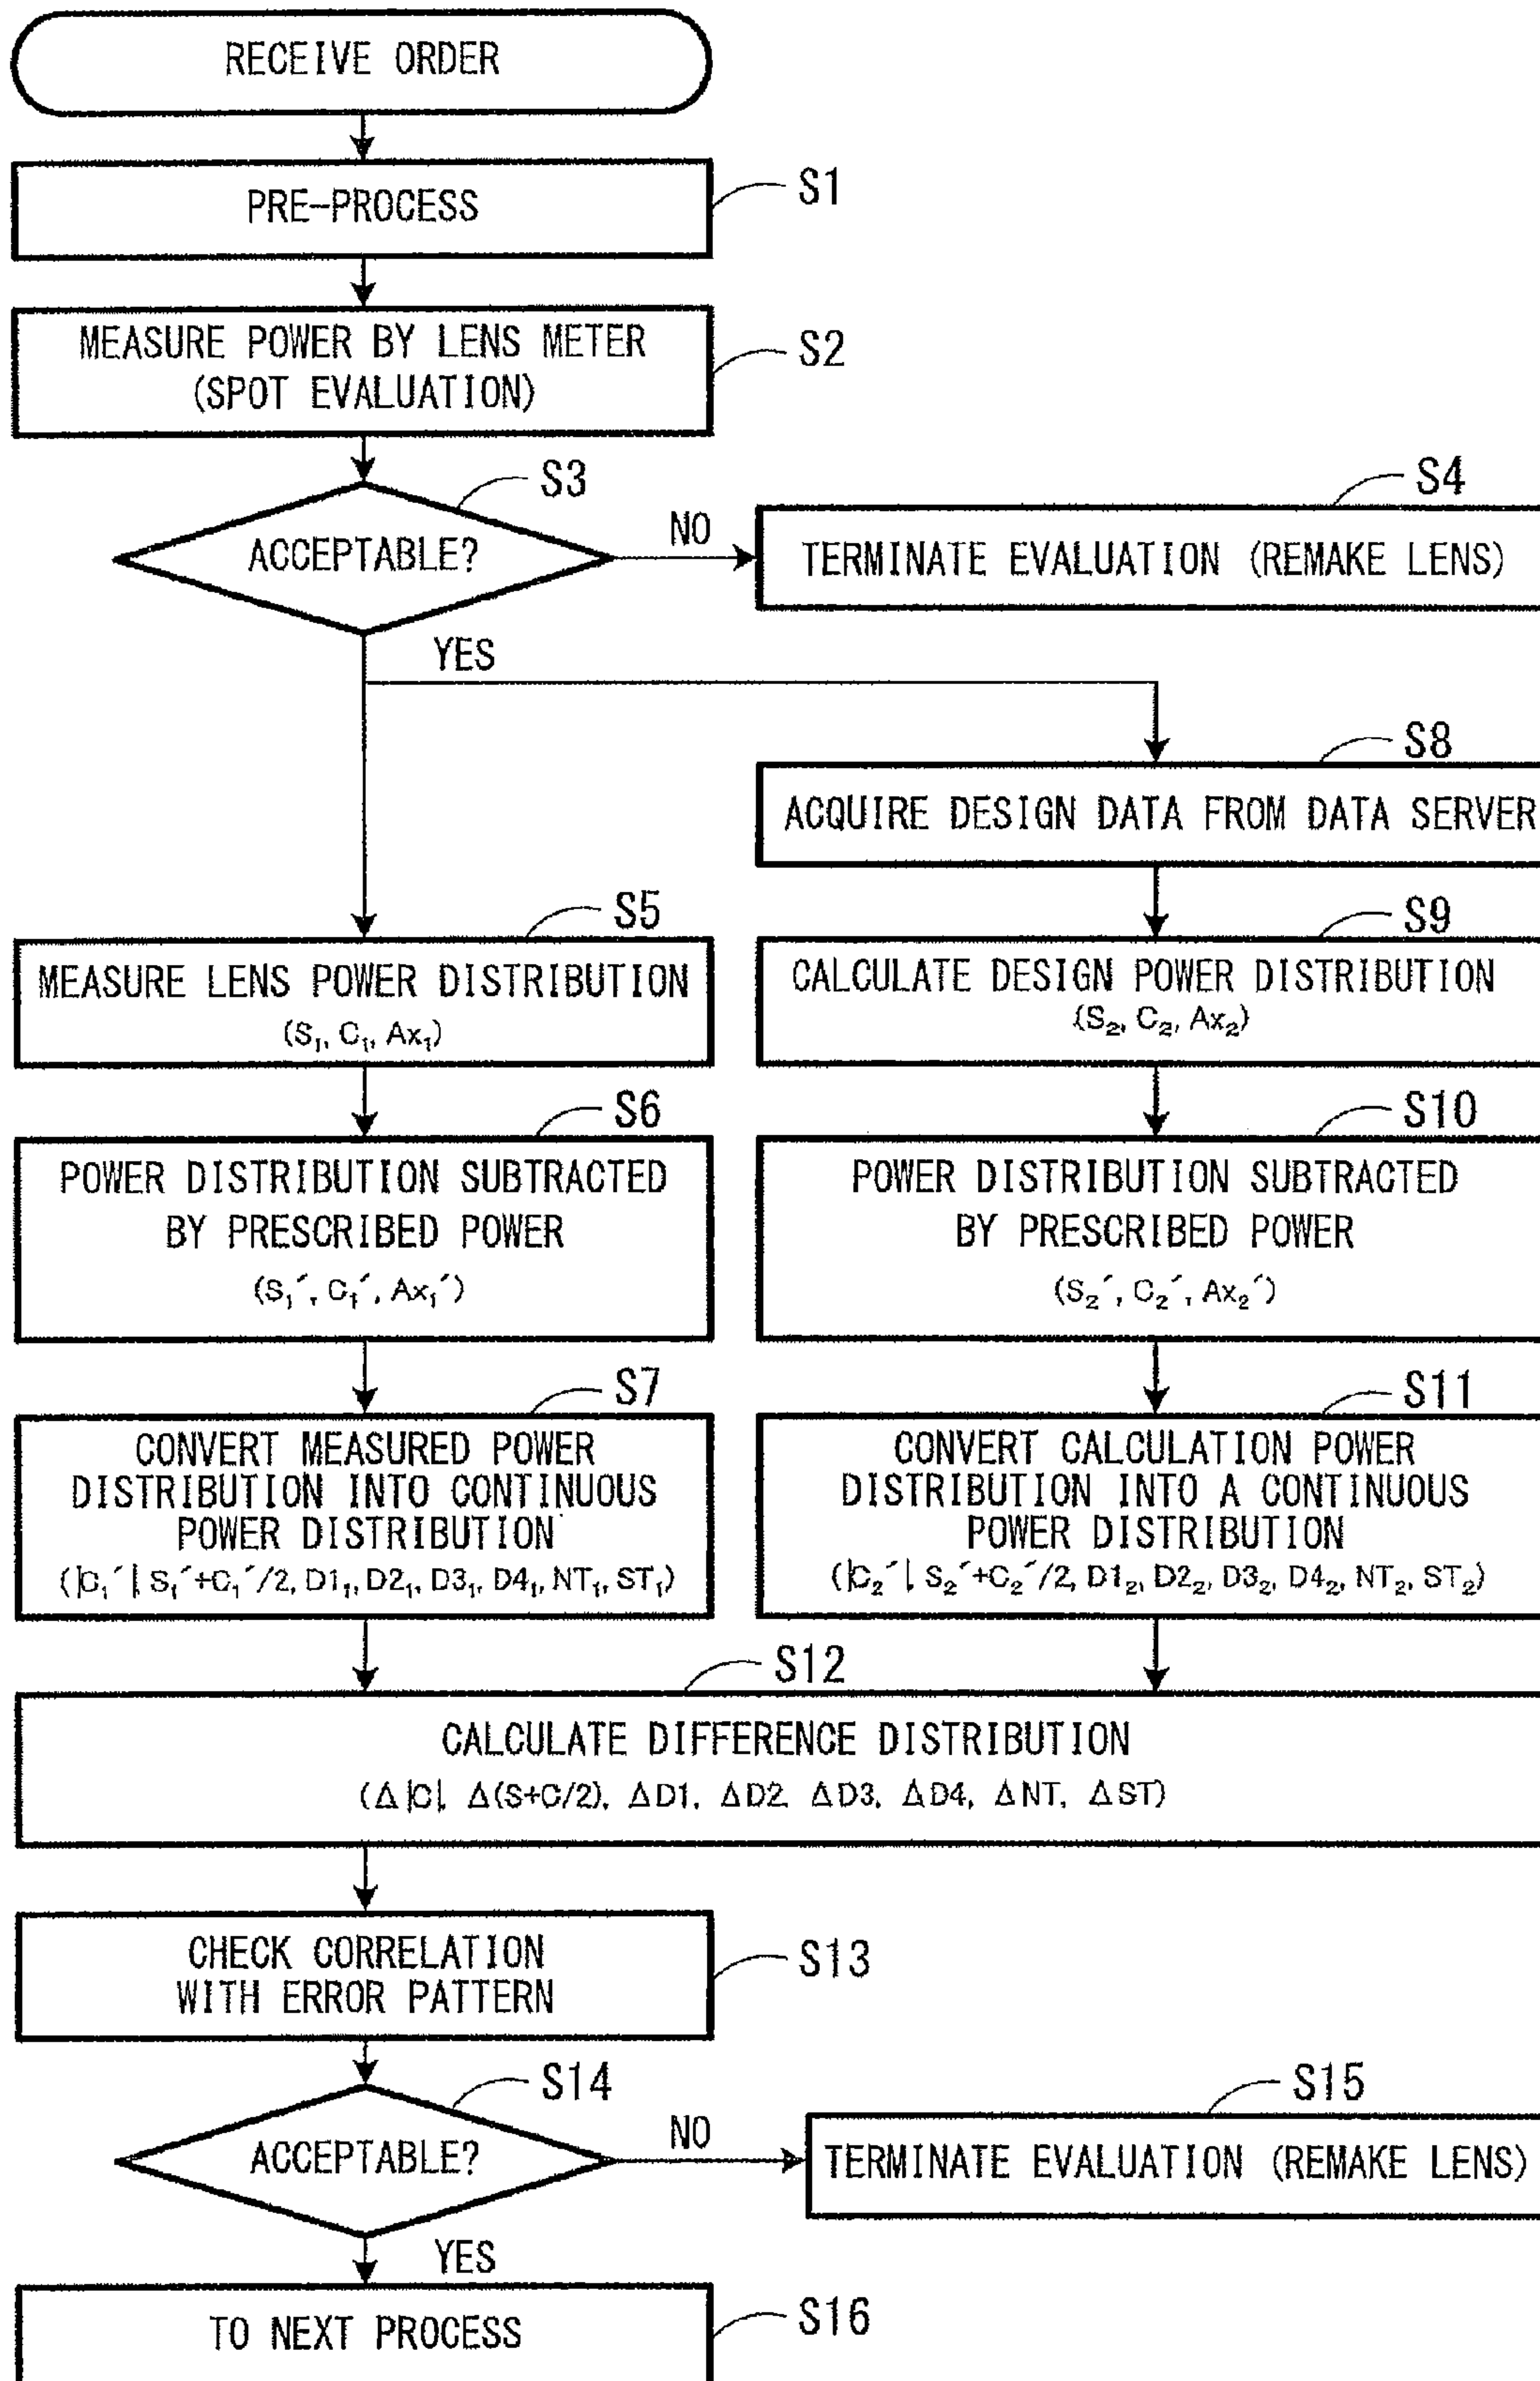 RECEIVE ORDER
PRE-PROCESS
S1
MEASURE POWER BY LENS METER
(SPOT EVALUATION)
S2
S3
ACCEPTABLE?
NO
S4
TERMINATE EVALUATION (REMAKE LENS)
YES
S8
ACQUIRE DESIGN DATA FROM DATA SERVER
S5
MEASURE LENS POWER DISTRIBUTION
(S₁, C₁, Ax₁)
S9
CALCULATE DESIGN POWER DISTRIBUTION
(S₂, C₂, Ax₂)
S6
POWER DISTRIBUTION SUBTRACTED
BY PRESCRIBED POWER
(S₁´, C₁´, Ax₁´)
S10
POWER DISTRIBUTION SUBTRACTED
BY PRESCRIBED POWER
(S₂´, C₂´, Ax₂´)
S7
CONVERT MEASURED POWER
DISTRIBUTION INTO CONTINUOUS
POWER DISTRIBUTION
(|C₁´|, S₁´+C₁´/2, D1₁, D2₁, D3₁, D4₁, NT₁, ST₁)
S11
CONVERT CALCULATION POWER
DISTRIBUTION INTO A CONTINUOUS
POWER DISTRIBUTION
(|C₂´|, S₂´+C₂´/2, D1₂, D2₂, D3₂, D4₂, NT₂, ST₂)
S12
CALCULATE DIFFERENCE DISTRIBUTION
(Δ|C|, Δ(S+C/2), ΔD1, ΔD2 ΔD3, ΔD4, ΔNT, ΔST)
CHECK CORRELATION
WITH ERROR PATTERN
S13
S14
ACCEPTABLE?
NO
S15
TERMINATE EVALUATION (REMAKE LENS)
YES
TO NEXT PROCESS
S16